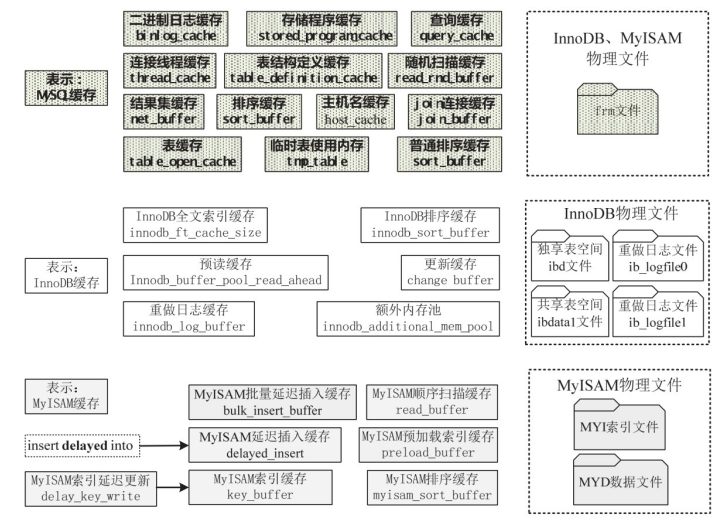 二进制日志缓存
binlog_cache
存储程序缓存
stored_programcache
查询缓存
query_cache
表示：
MySQL缓存
连接线程缓存
thread_cache
表结构定义缓存
table_definition_cache
随机扫描缓存
read_rnd_buffer
结果集缓存
net_buffer
排序缓存
sort_buffer
主机名缓存
host_cache
join连接缓存
join_buffer
表缓存
table_open_cache
临时表使用内存
tmp_table
普通排序缓存
sort_buffer
InnoDB、MyISAM
物理文件
frm文件
表示：
InnoDB缓存
InnoDB全文索引缓存
innodb_ft_cache_size
InnoDB排序缓存
innodb_sort_buffer
预读缓存
Innodb_buffer_pool_read_ahead
更新缓存
change buffer
重做日志缓存
innodb_log_buffer
额外内存池
innodb_additional_mem_pool
InnoDB物理文件
独享表空间
ibd文件
重做日志文件
ib_logfile0
共享表空间
ibdata1文件
重做日志文件
ib_logfile1
表示：
MyISAM缓存
MyISAM批量延迟插入缓存
bulk_insert_buffer
MyISAM顺序扫描缓存
read_buffer
insert delayed into
MyISAM延迟插入缓存
delayed_insert
MyISAM预加载索引缓存
preload_buffer
MyISAM索引延迟更新
delay_key_write
MyISAM索引缓存
key_buffer
MyISAM排序缓存
myisam_sort_buffer
MyISAM物理文件
MYI索引文件
MYD数据文件